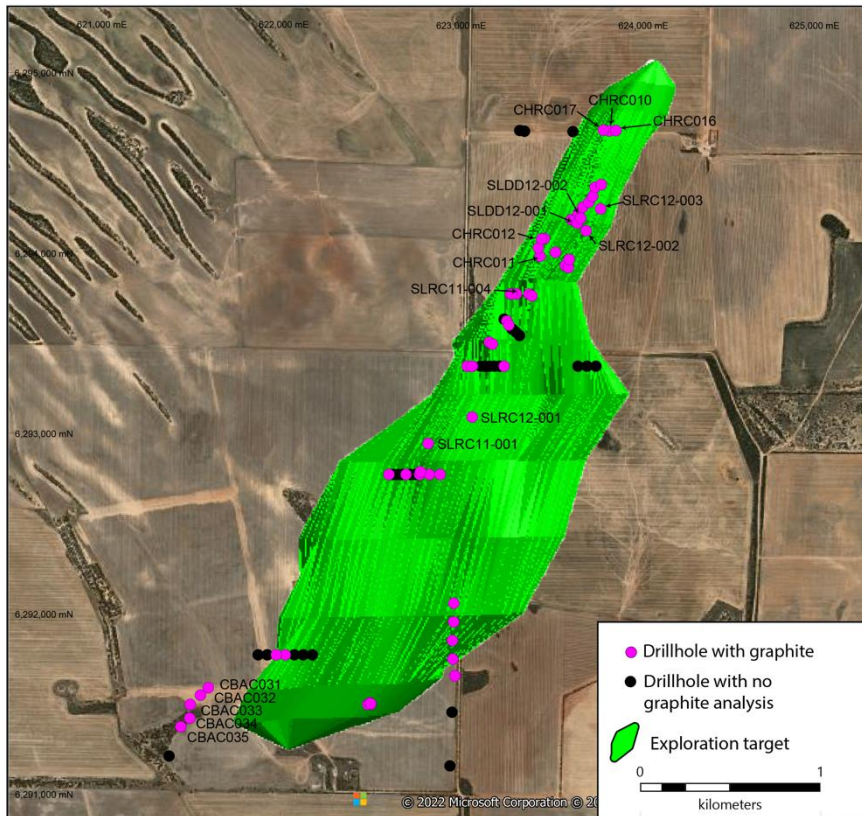 621,000 mE
622,000 mE
623,000 mE
624,000 mE
625,000 mE
6,295,000 mN
CHRC010
CHRC017
CHRC016
SLDD12-002
SLRC12-003
SLDD12-001
CHRC012
SLRC12-002
6,294,000 mN
CHRC011
SLRC11-004
SLRC12-001
6,293,000 mN
SLRC11-001
6,292,000 mN
CBAC031
CBAC032
CBAC033
CBAC034
CBAC035
6,291,000 mN
Drillhole with graphite
Drillhole with no
graphite analysis
Exploration target
0 1
kilometers
© 2022 Microsoft Corporation ©